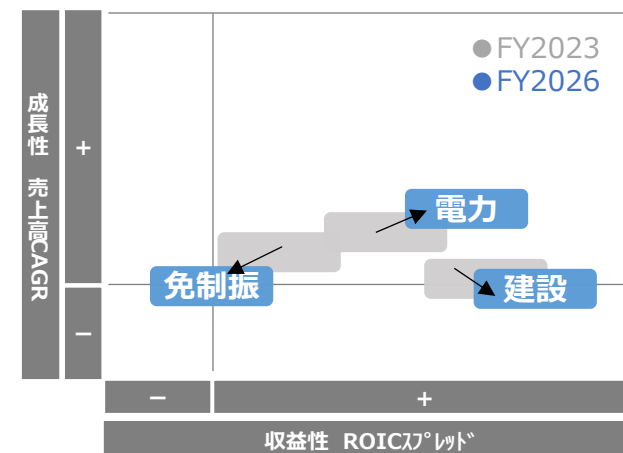 ●FY2023
●FY2026
成長性 売上高CAGR
+
−
電力
免制振
建設
− +
収益性 ROICｽﾌﾟﾚｯﾄﾞ